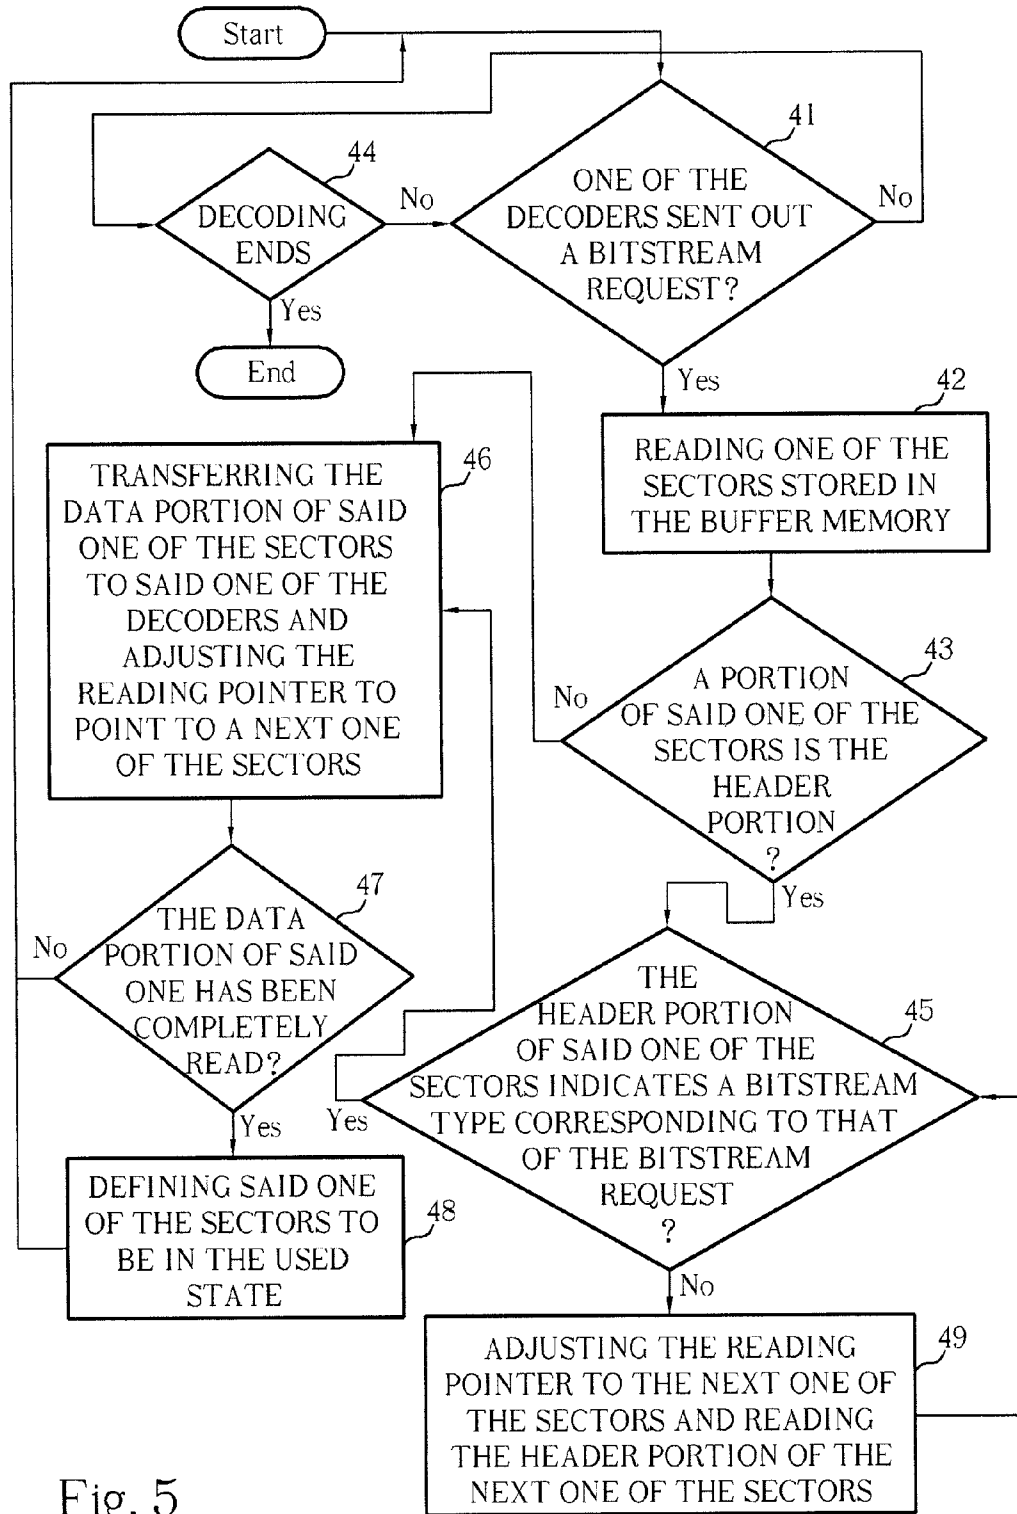 Start
41
ONE OF THE
DECODERS SENT OUT
A BITSTREAM
REQUEST?
No
Yes
44
DECODING
ENDS
No
Yes
End
42
READING ONE OF THE
SECTORS STORED IN
THE BUFFER MEMORY
43
A PORTION
OF SAID ONE OF THE
SECTORS IS THE
HEADER
PORTION
?
No
Yes
46
TRANSFERRING THE
DATA PORTION OF SAID
ONE OF THE SECTORS
TO SAID ONE OF THE
DECODERS AND
ADJUSTING THE
READING POINTER TO
POINT TO A NEXT ONE
OF THE SECTORS
47
THE DATA
PORTION OF SAID
ONE HAS BEEN
COMPLETELY
READ?
No
Yes
45
THE
HEADER PORTION
OF SAID ONE OF THE
SECTORS INDICATES A BITSTREAM
TYPE CORRESPONDING TO THAT
OF THE BITSTREAM
REQUEST
?
Yes
No
48
DEFINING SAID ONE
OF THE SECTORS TO
BE IN THE USED
STATE
49
ADJUSTING THE READING
POINTER TO THE NEXT ONE OF
THE SECTORS AND READING
THE HEADER PORTION OF THE
NEXT ONE OF THE SECTORS
Fig. 5